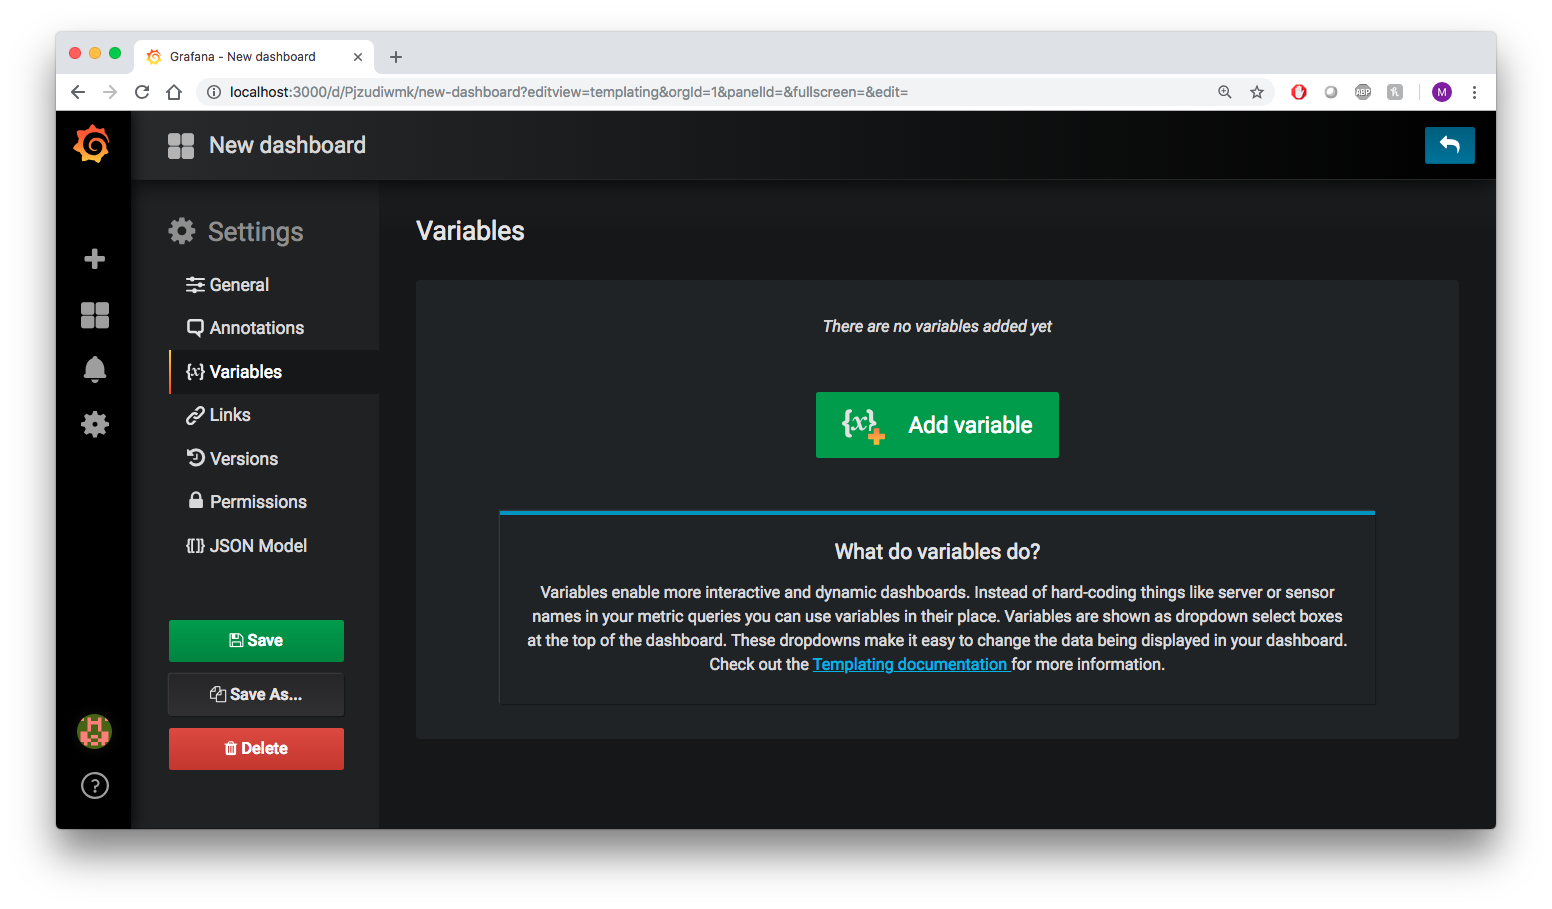 Grafana - New dashboard
localhost:3000/d/Pjzudiwmk/new-dashboard?editview=templating&orgId=1&panelId=&fullscreen=&edit=
ABP
M
New dashboard
Settings
General
Annotations
{x} Variables
Links
Versions
Permissions
{[]} JSON Model
Save
Save As...
Delete
?
Variables
There are no variables added yet
{x} Add variable
What do variables do?
Variables enable more interactive and dynamic dashboards. Instead of hard-coding things like server or sensor
names in your metric queries you can use variables in their place. Variables are shown as dropdown select boxes
at the top of the dashboard. These dropdowns make it easy to change the data being displayed in your dashboard.
Check out the Templating documentation for more information.